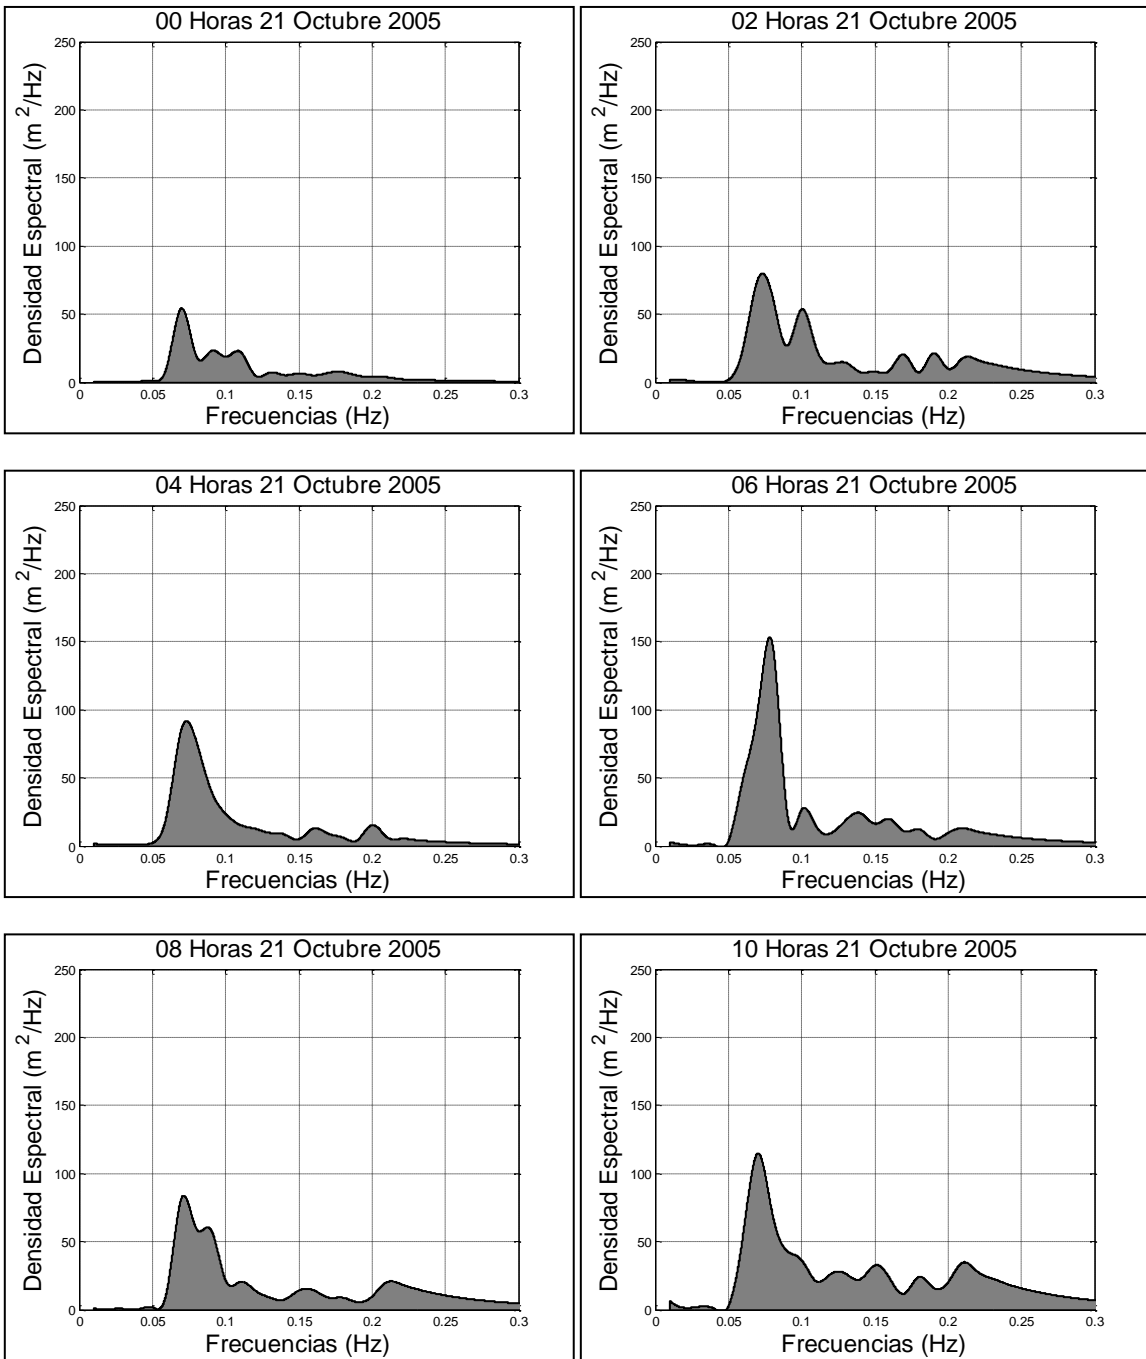 00 Horas 21 Octubre 2005
250
200
150
100
50
0
Densidad Espectral (m 2/Hz)
0 0.05 0.1 0.15 0.2 0.25 0.3
Frecuencias (Hz)
02 Horas 21 Octubre 2005
250
200
150
100
50
0
Densidad Espectral (m 2/Hz)
0 0.05 0.1 0.15 0.2 0.25 0.3
Frecuencias (Hz)
04 Horas 21 Octubre 2005
250
200
150
100
50
0
Densidad Espectral (m 2/Hz)
0 0.05 0.1 0.15 0.2 0.25 0.3
Frecuencias (Hz)
06 Horas 21 Octubre 2005
250
200
150
100
50
0
Densidad Espectral (m 2/Hz)
0 0.05 0.1 0.15 0.2 0.25 0.3
Frecuencias (Hz)
08 Horas 21 Octubre 2005
250
200
150
100
50
0
Densidad Espectral (m 2/Hz)
0 0.05 0.1 0.15 0.2 0.25 0.3
Frecuencias (Hz)
10 Horas 21 Octubre 2005
250
200
150
100
50
0
Densidad Espectral (m 2/Hz)
0 0.05 0.1 0.15 0.2 0.25 0.3
Frecuencias (Hz)